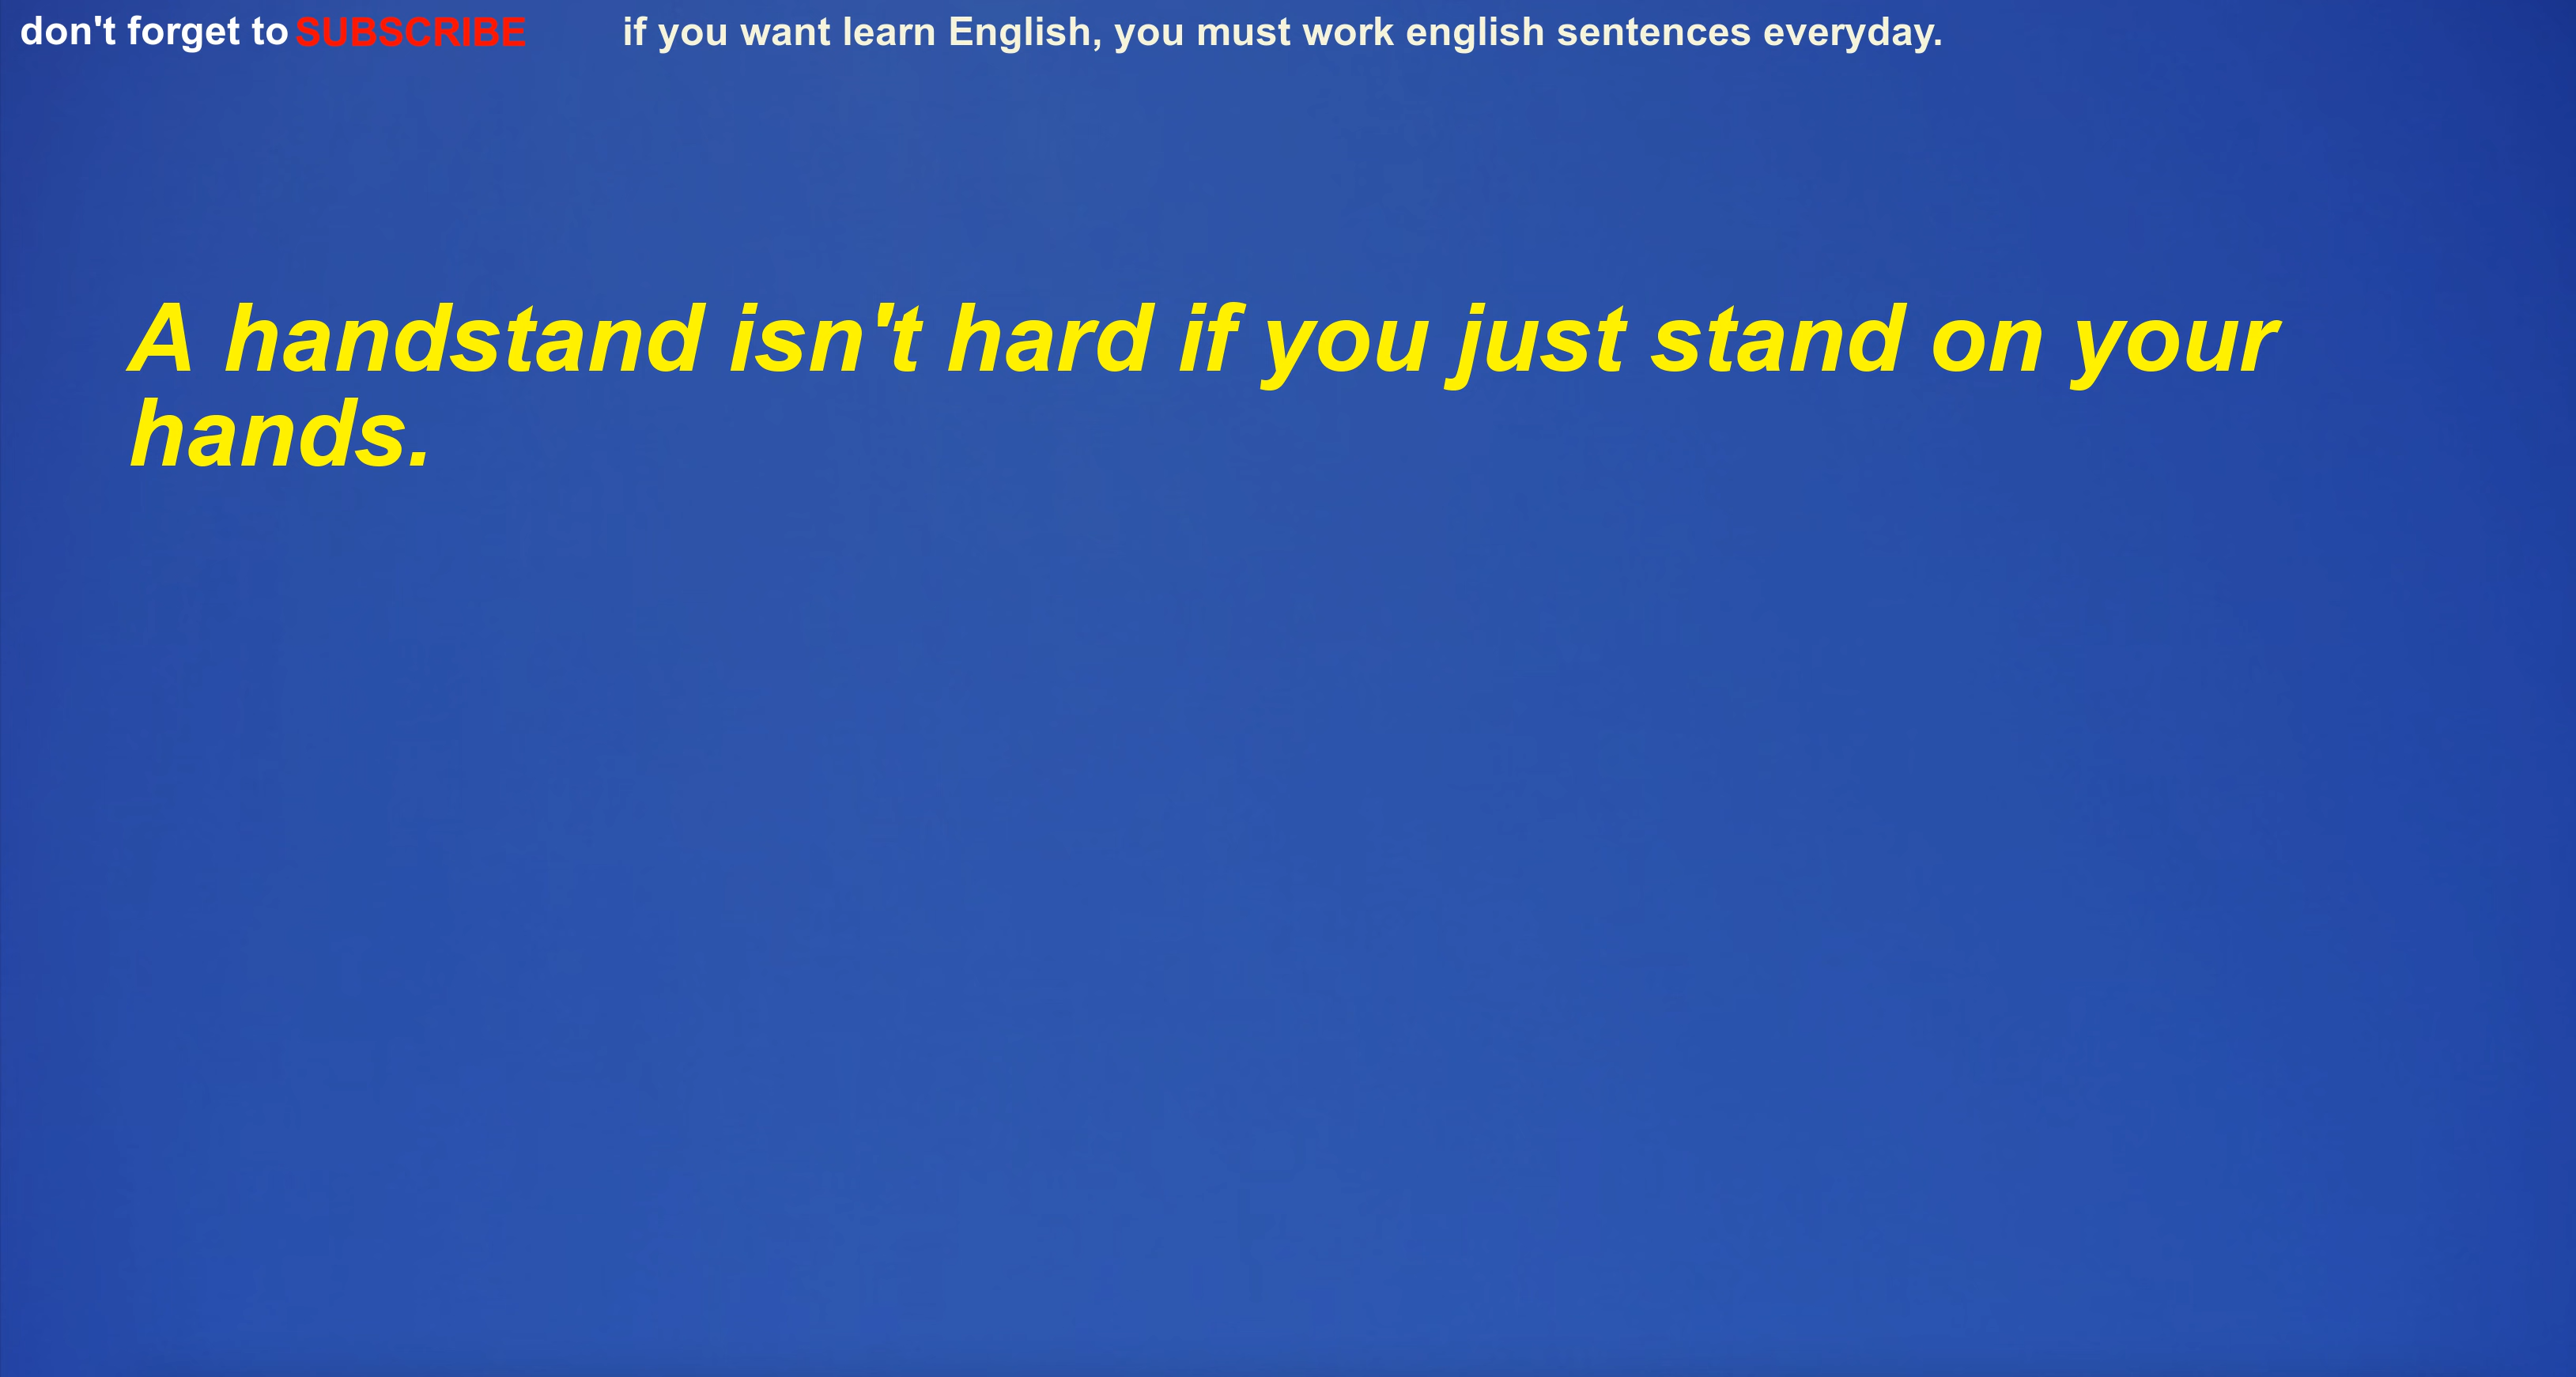 don't forget to SUBSCRIBE if you want learn English, you must work english sentences everyday.
A handstand isn't hard if you just stand on your
hands.